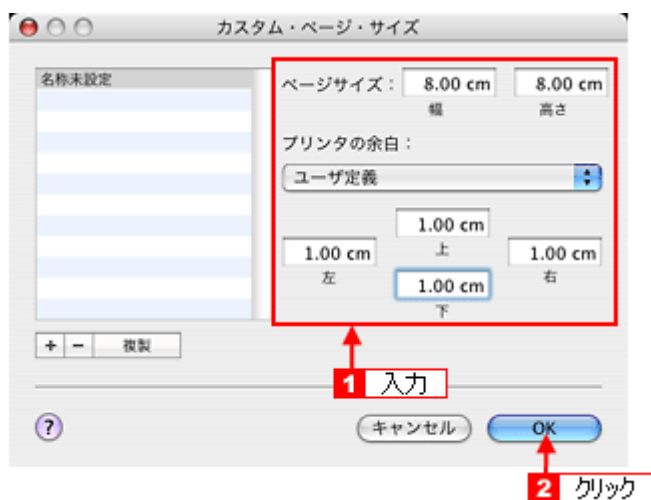 カスタム・ページ・サイズ
名称未設定
ページサイズ： 8.00 cm 8.00 cm
幅 高さ
プリンタの余白：
ユーザ定義
1.00 cm
上
1.00 cm 1.00 cm
左 右
1.00 cm
下
+ - 複製
1 入力
? キャンセル OK
2 クリック